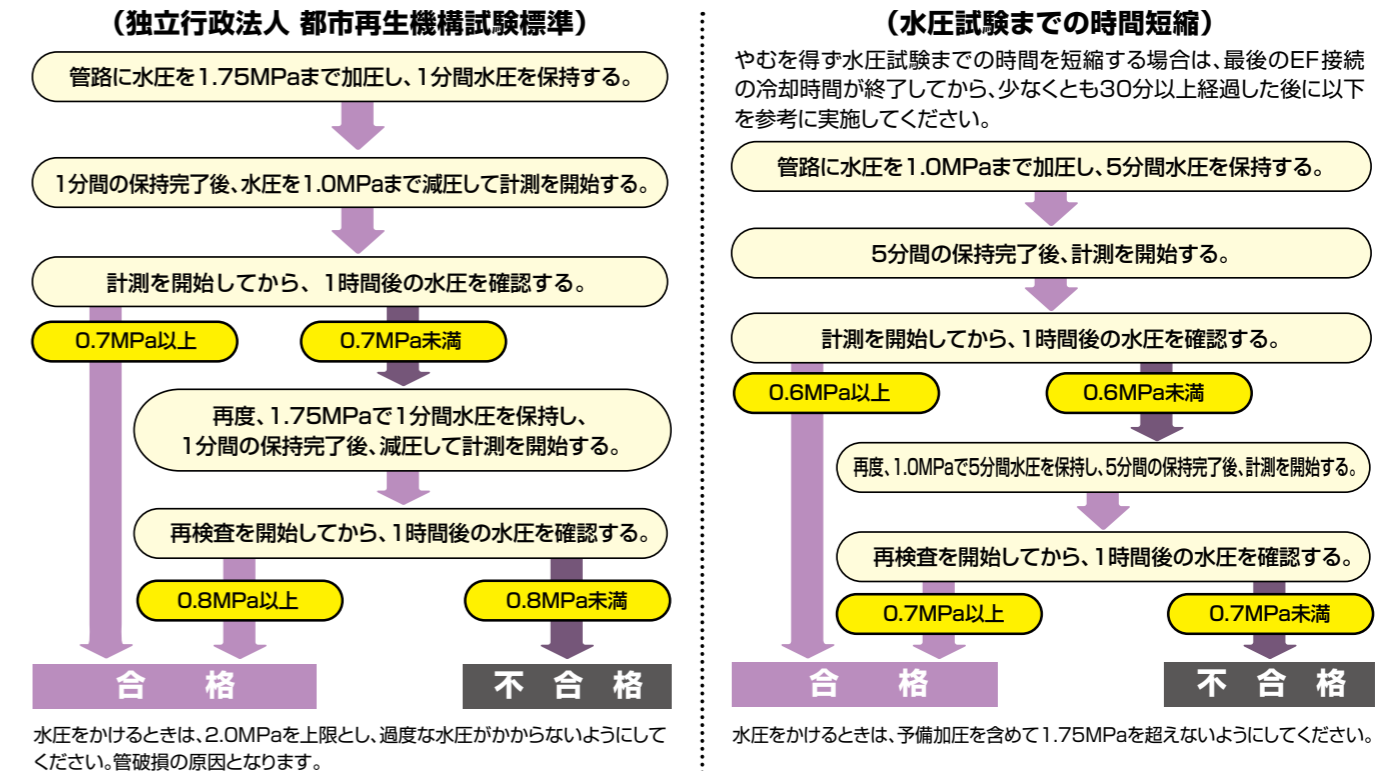 （独立行政法人 都市再生機構試験標準）
管路に水圧を1.75MPaまで加圧し、1分間水圧を保持する。
1分間の保持完了後、水圧を1.0MPaまで減圧して計測を開始する。
計測を開始してから、1時間後の水圧を確認する。
0.7MPa以上
0.7MPa未満
再度、1.75MPaで1分間水圧を保持し、
1分間の保持完了後、減圧して計測を開始する。
再検査を開始してから、1時間後の水圧を確認する。
0.8MPa以上
0.8MPa未満
合 格
不 合 格
水圧をかけるときは、2.0MPaを上限とし、過度な水圧がかからないようにして
ください。管破損の原因となります。
（水圧試験までの時間短縮）
やむを得ず水圧試験までの時間を短縮する場合は、最後のEF接続
の冷却時間が終了してから、少なくとも30分以上経過した後に以下
を参考に実施してください。
管路に水圧を1.0MPaまで加圧し、5分間水圧を保持する。
5分間の保持完了後、計測を開始する。
計測を開始してから、1時間後の水圧を確認する。
0.6MPa以上
0.6MPa未満
再度、1.0MPaで5分間水圧を保持し、5分間の保持完了後、計測を開始する。
再検査を開始してから、1時間後の水圧を確認する。
0.7MPa以上
0.7MPa未満
合 格
不 合 格
水圧をかけるときは、予備加圧を含めて1.75MPaを超えないようにしてください。